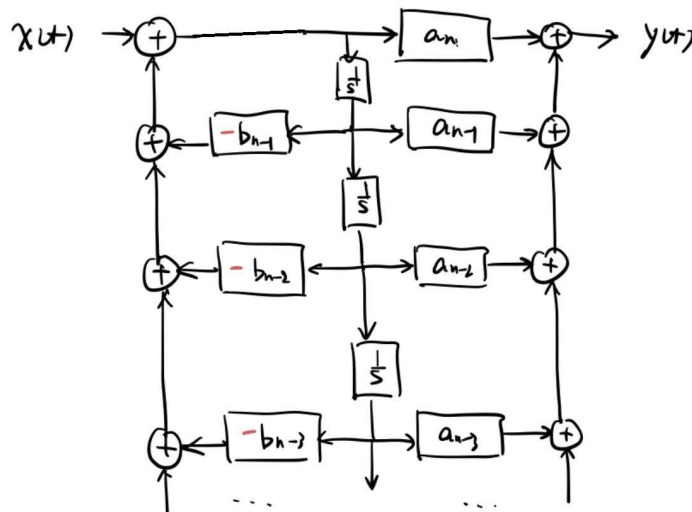 x(t) + aₙ + y(t)
1/s
+ -bₙ₋₁ aₙ₋₁ +
1/s
+ -bₙ₋₂ aₙ₋₂ +
1/s
+ -bₙ₋₃ aₙ₋₃ +
... ...